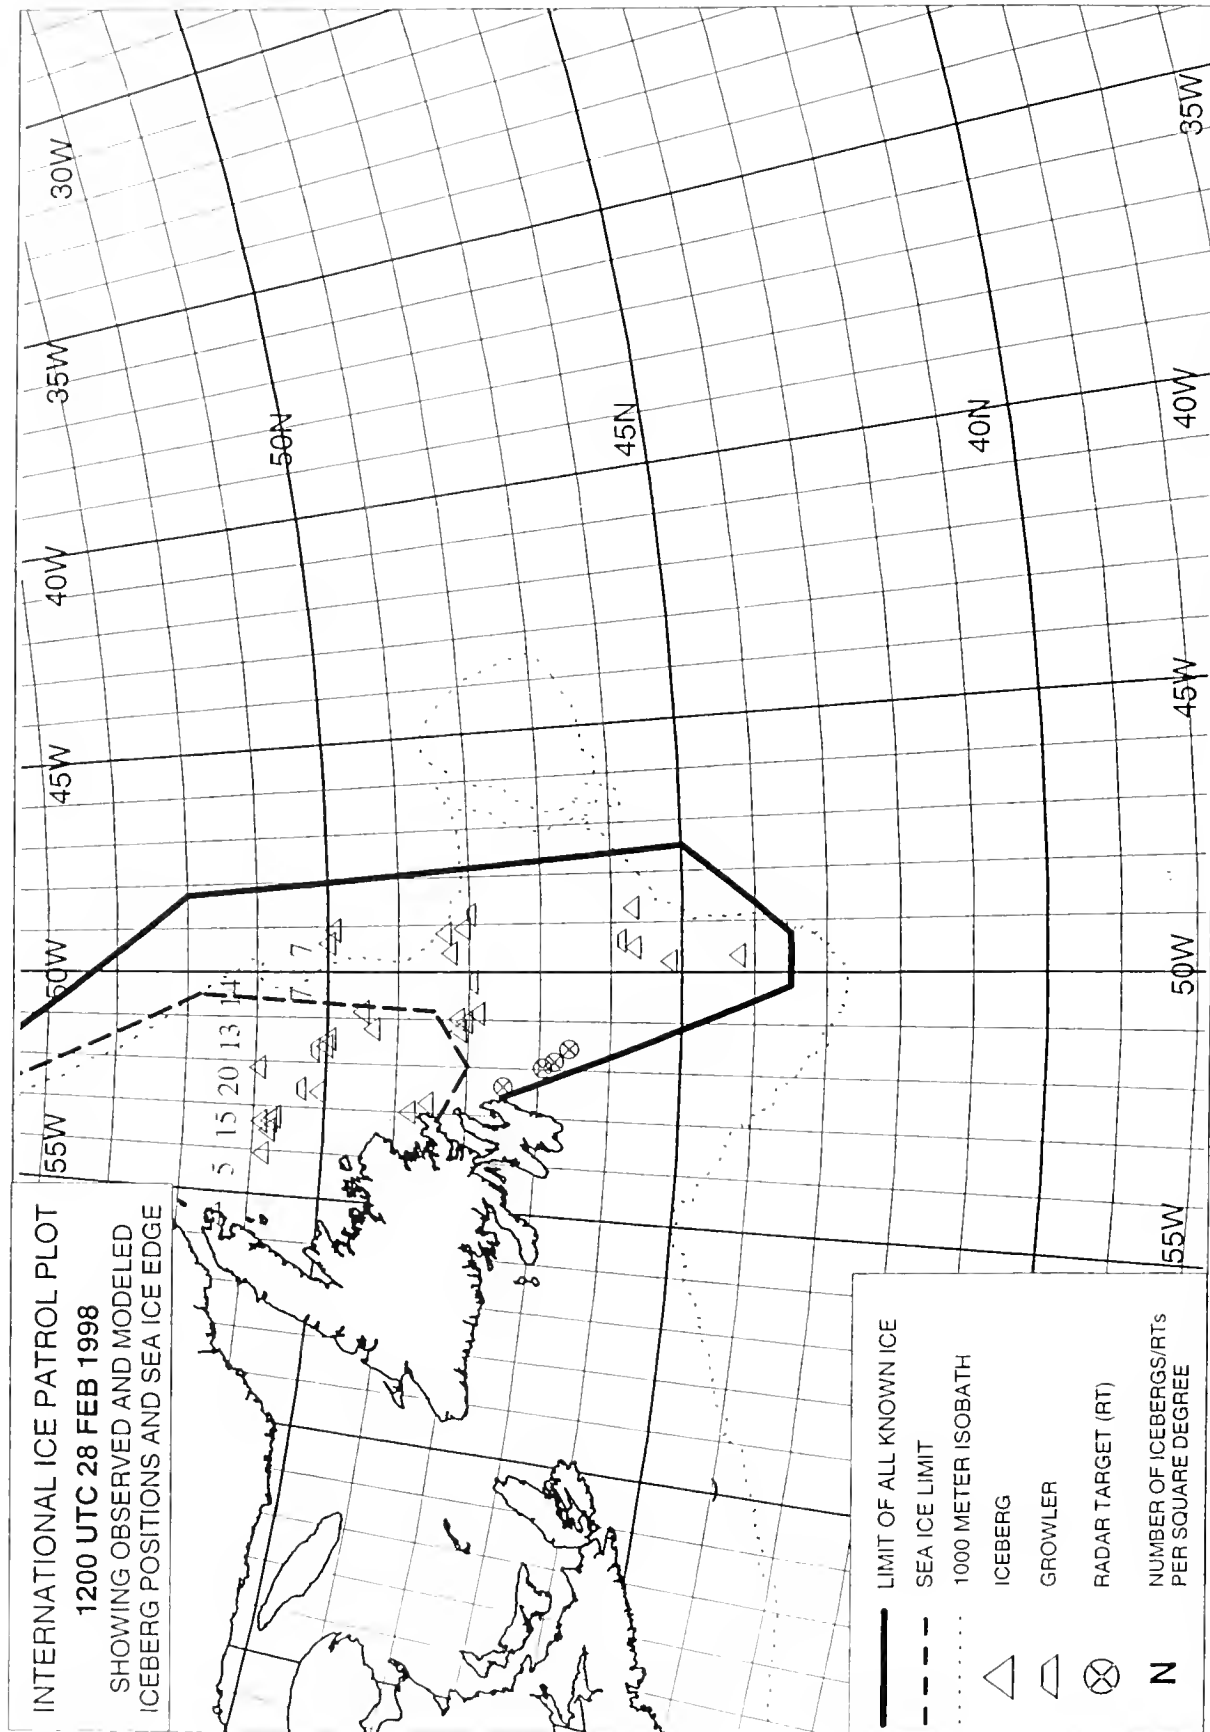 INTERNATIONAL ICE PATROL PLOT
1200 UTC 28 FEB 1998
SHOWING OBSERVED AND MODELED
ICEBERG POSITIONS AND SEA ICE EDGE
55W
50W
45W
40W
35W
30W
5 15 20 13 14
7 7
50N
45N
40N
55W
50W
45W
40W
35W
LIMIT OF ALL KNOWN ICE
SEA ICE LIMIT
1000 METER ISOBATH
ICEBERG
GROWLER
RADAR TARGET (RT)
N NUMBER OF ICEBERGS/RTs
PER SQUARE DEGREE